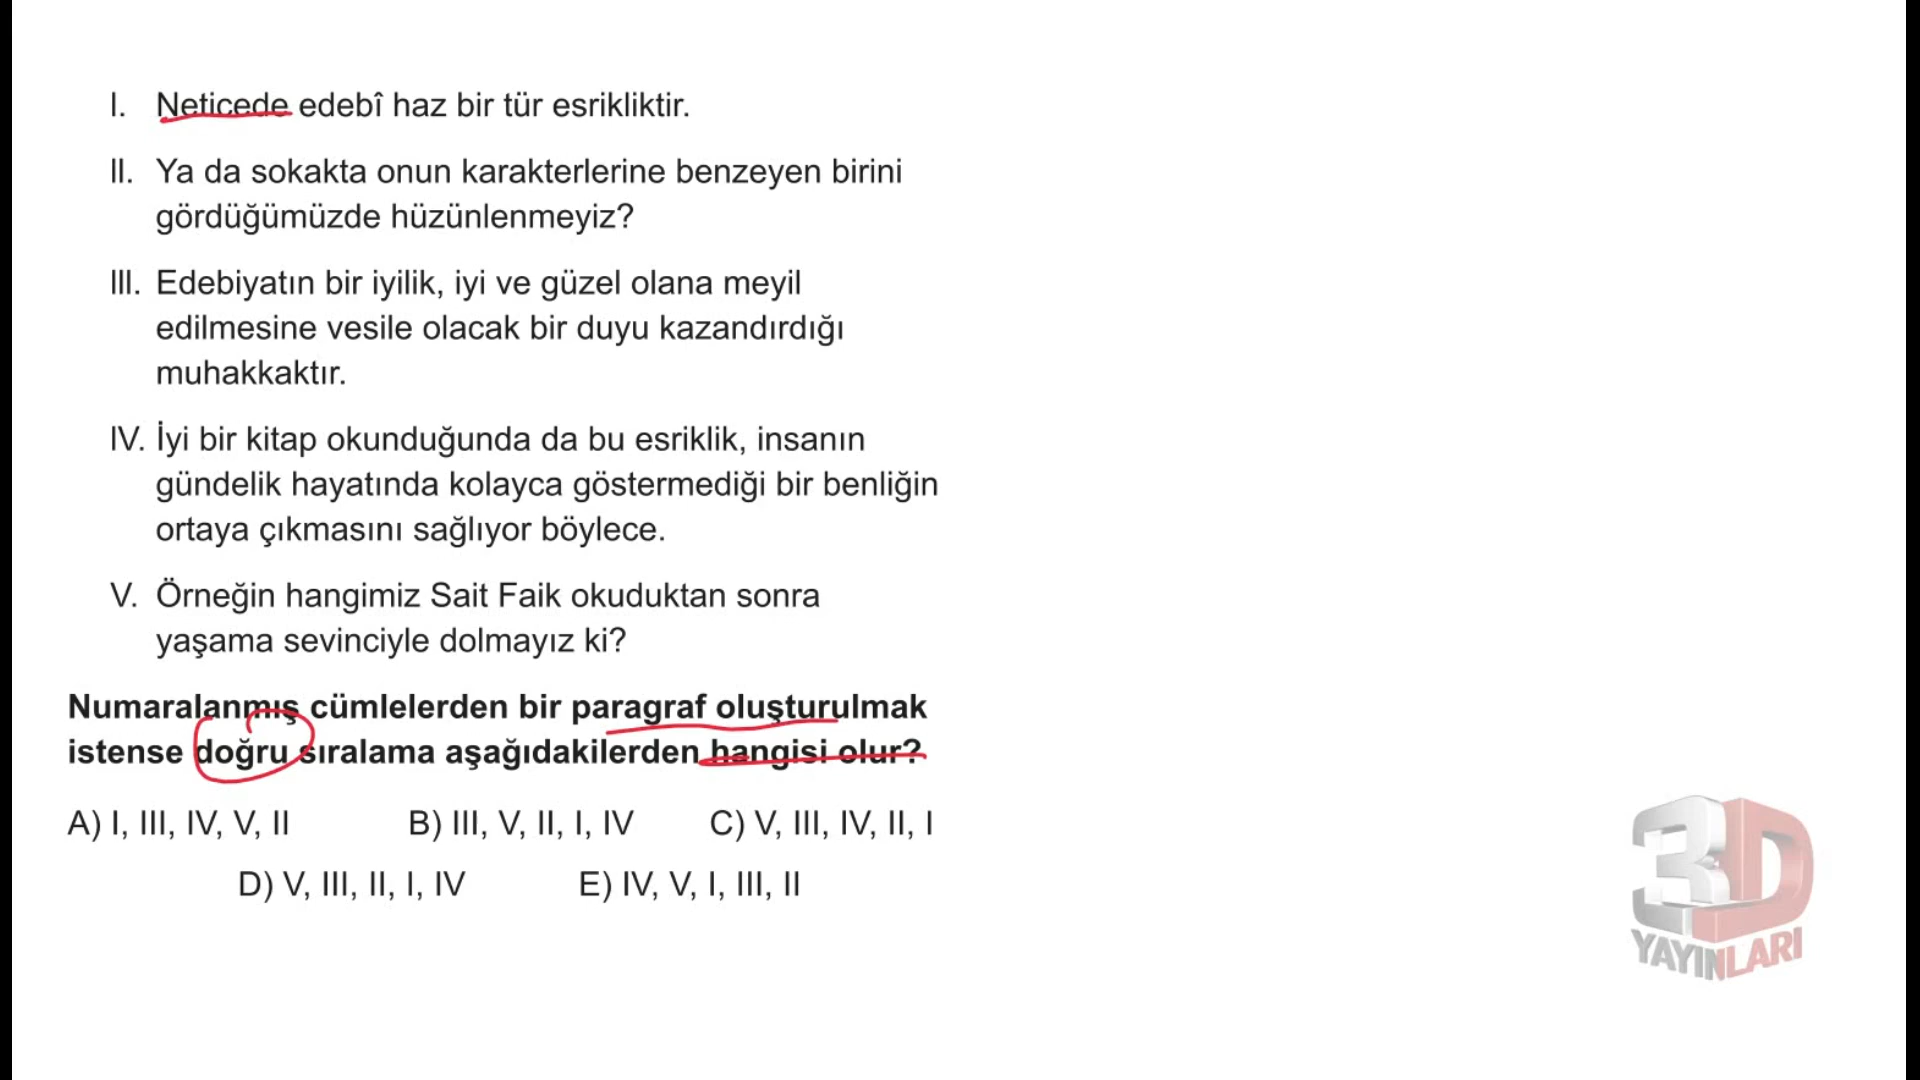 I. Neticede edebî haz bir tür esrikliktir.
II. Ya da sokakta onun karakterlerine benzeyen birini
gördüğümüzde hüzünlenmeyiz?
III. Edebiyatın bir iyilik, iyi ve güzel olana meyil
edilmesine vesile olacak bir duyu kazandırdığı
muhakkaktır.
IV. İyi bir kitap okunduğunda da bu esriklik, insanın
gündelik hayatında kolayca göstermediği bir benliğin
ortaya çıkmasını sağlıyor böylece.
V. Örneğin hangimiz Sait Faik okuduktan sonra
yaşama sevinciyle dolmayız ki?
Numaralanmış cümlelerden bir paragraf oluşturulmak
istense doğru sıralama aşağıdakilerden hangisi olur?
A) I, III, IV, V, II B) III, V, II, I, IV C) V, III, IV, II, I
D) V, III, II, I, IV E) IV, V, I, III, II
3D
YAYINLARI